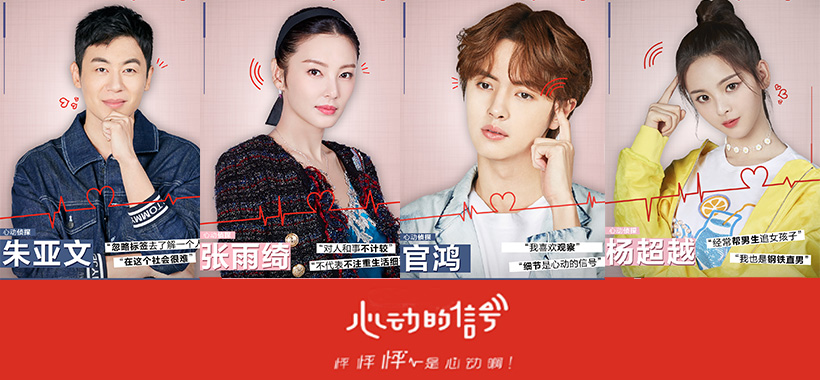 心动侦探
朱亚文
"忽略标签去了解一个
"在这个社会很难"
心动侦探
张雨绮
"对人和事不计较"
"不代表不注重生活细
心动侦探
官鸿
"我喜欢观察"
"细节是心动的信号"
心动侦探
杨超越
"经常帮男生追女孩子"
"我也是钢铁直男"
TOMMY
心动的信号
怦怦怦是心动啊!